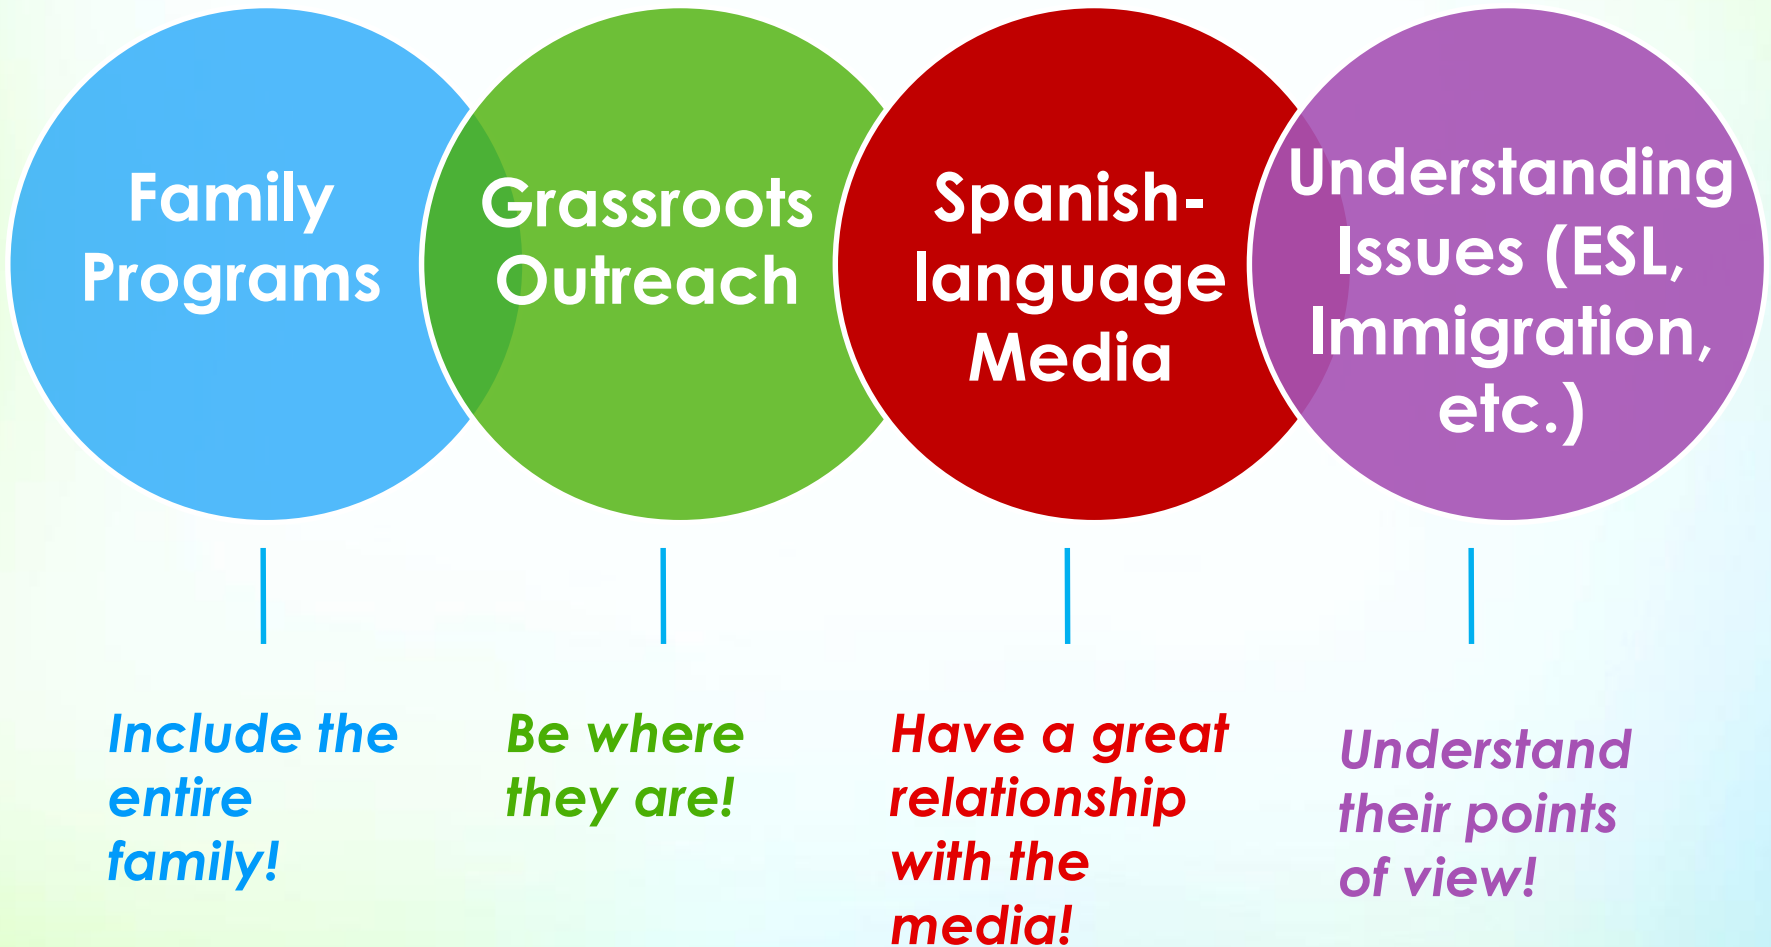 Family
Programs
Grassroots
Outreach
Spanish-
language
Media
Understanding
Issues (ESL,
Immigration,
etc.)
Include the
entire
family!
Be where
they are!
Have a great
relationship
with the
media!
Understand
their points
of view!